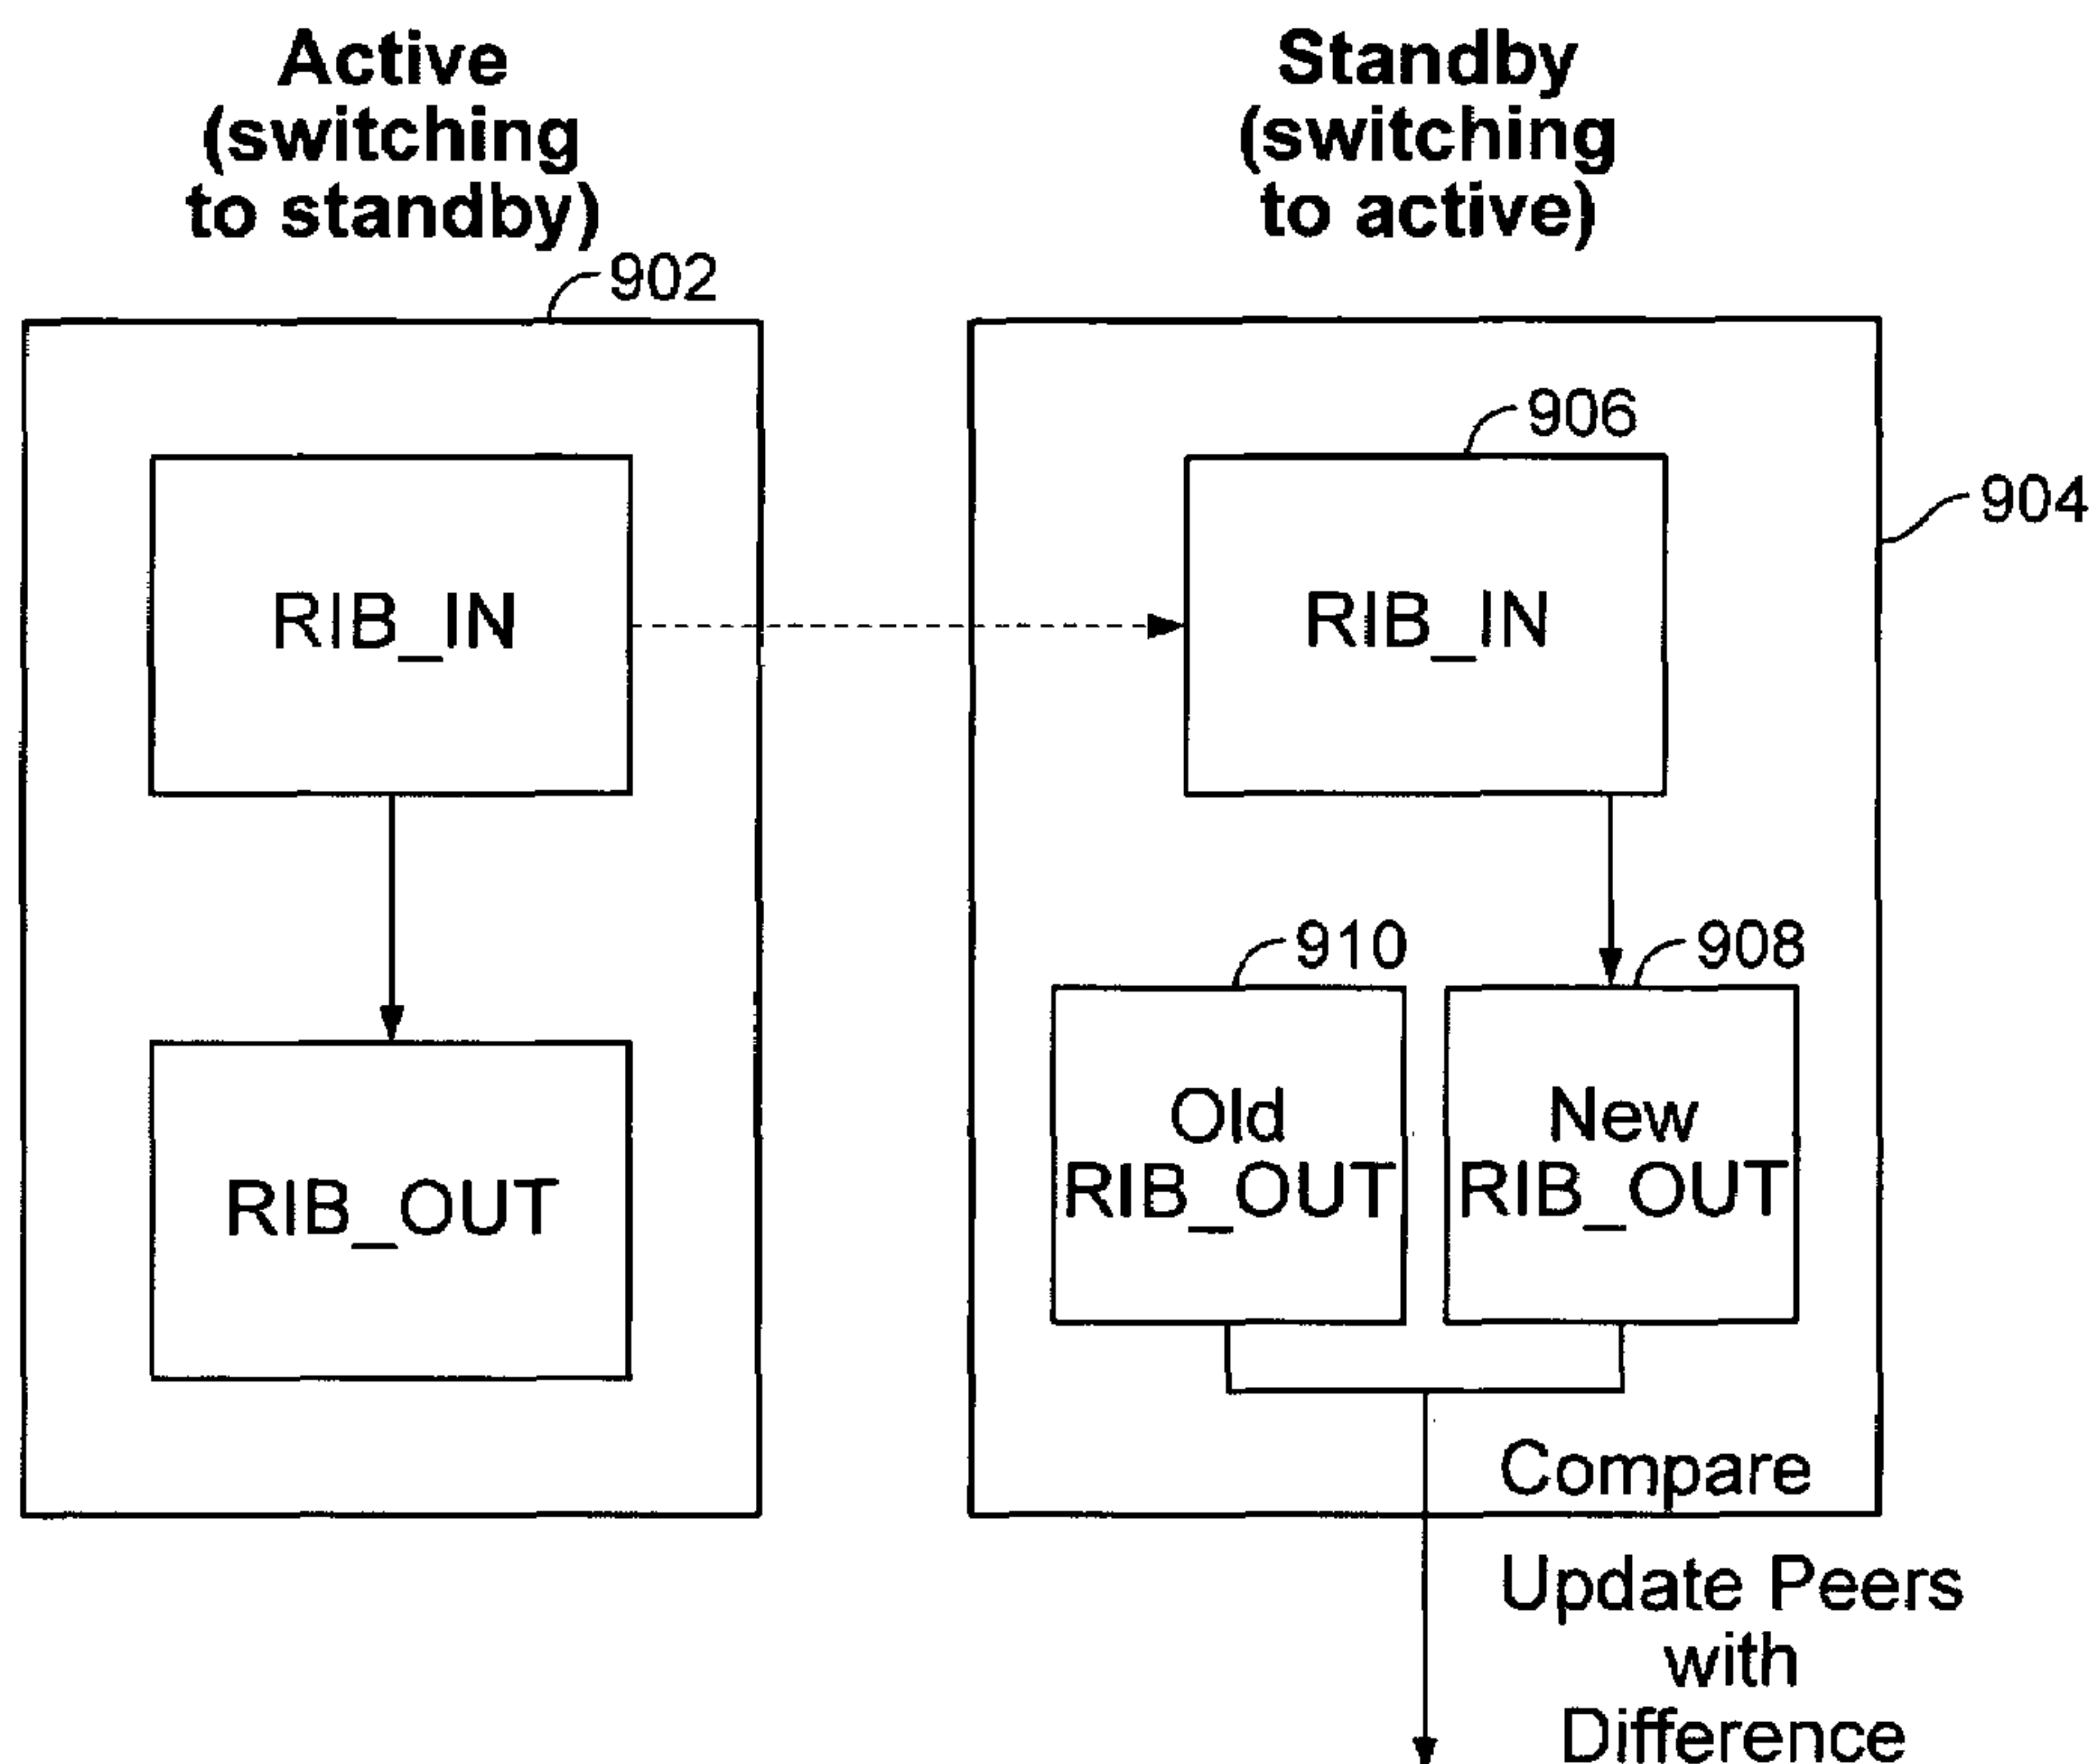 Active
(switching
to standby)
Standby
(switching
to active)
902
904
906
RIB_IN
RIB_IN
910
908
Old
RIB_OUT
New
RIB_OUT
RIB_OUT
Compare
Update Peers
with
Difference